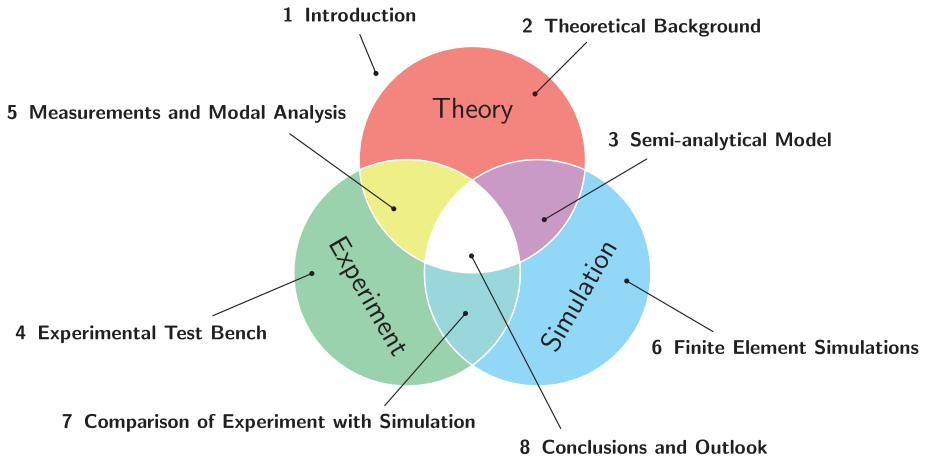 1 Introduction
2 Theoretical Background
Theory
5 Measurements and Modal Analysis
3 Semi-analytical Model
Experiment
Simulation
4 Experimental Test Bench
6 Finite Element Simulations
7 Comparison of Experiment with Simulation
8 Conclusions and Outlook